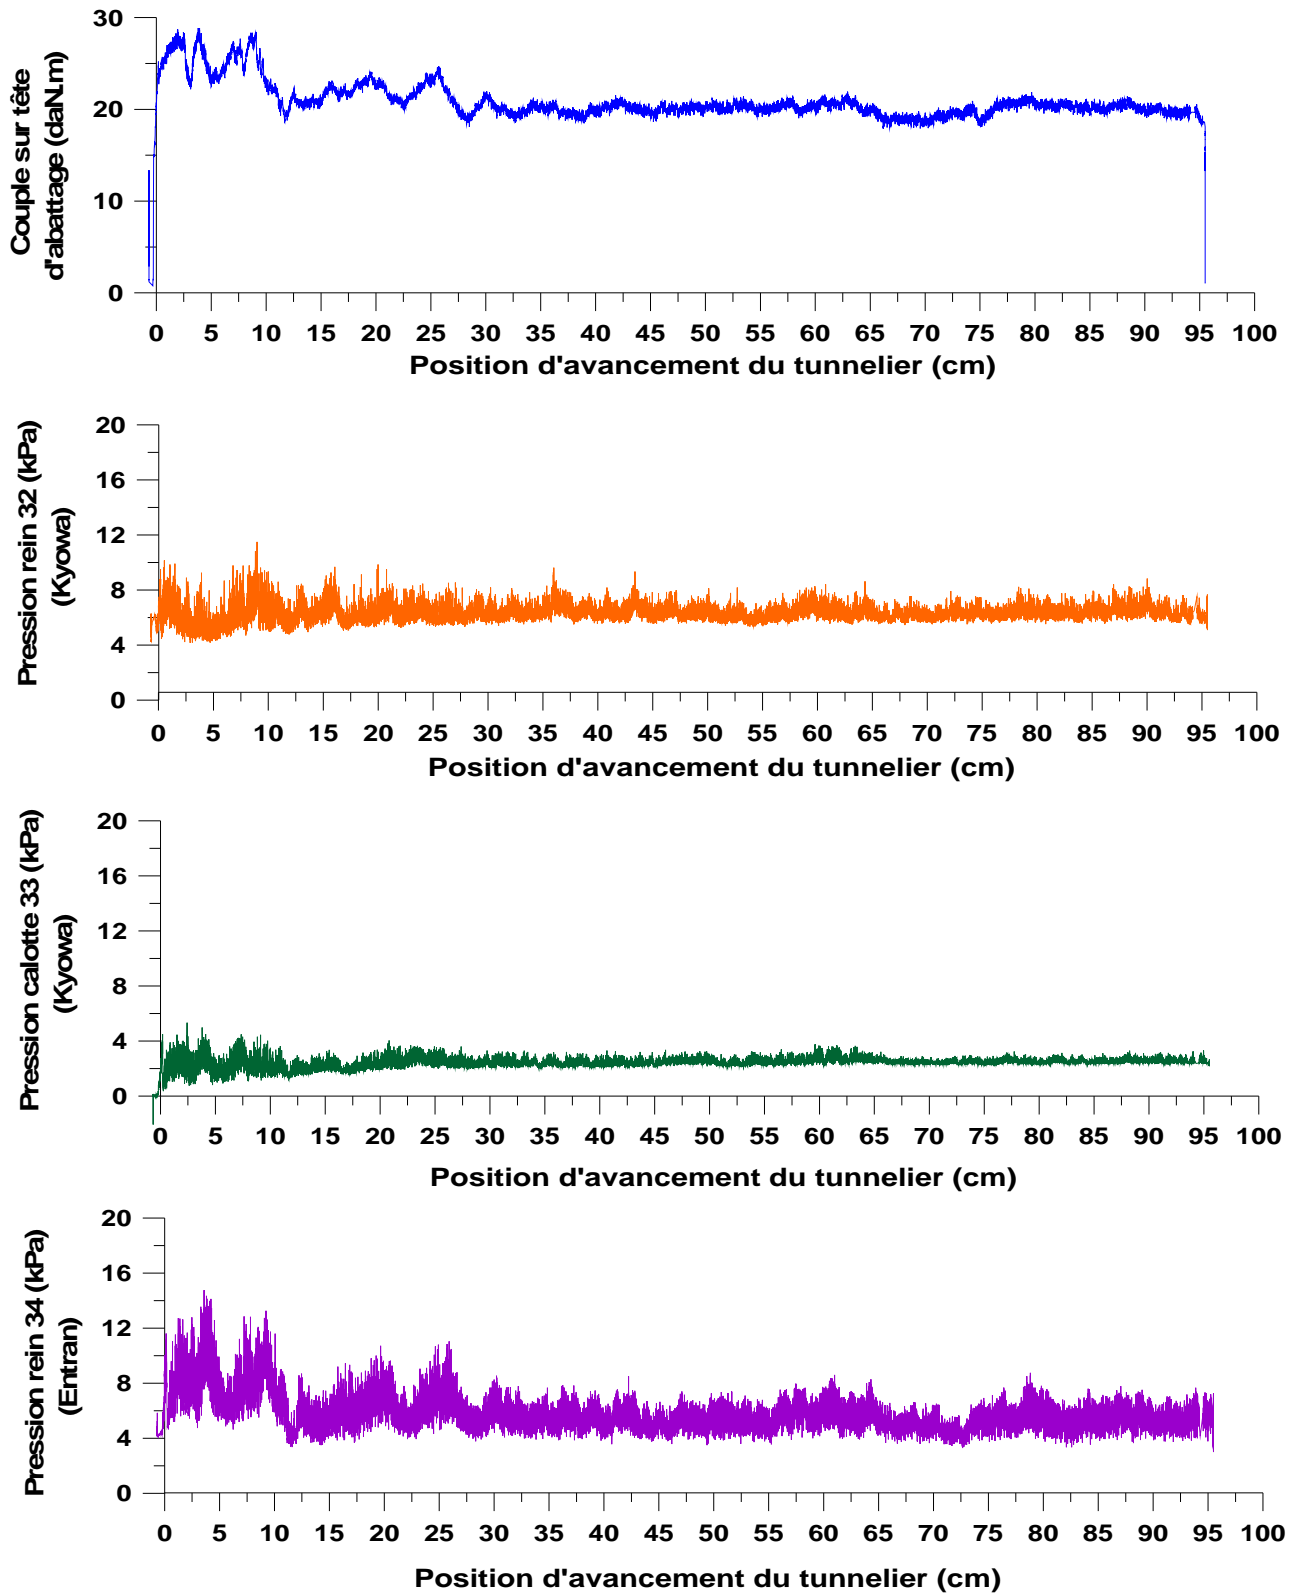 Couple sur tête
d'abattage (daN.m)
30
20
10
0
0 5 10 15 20 25 30 35 40 45 50 55 60 65 70 75 80 85 90 95 100
Position d'avancement du tunnelier (cm)
Pression rein 32 (kPa)
(Kyowa)
20
16
12
8
4
0
0 5 10 15 20 25 30 35 40 45 50 55 60 65 70 75 80 85 90 95 100
Position d'avancement du tunnelier (cm)
Pression calotte 33 (kPa)
(Kyowa)
20
16
12
8
4
0
0 5 10 15 20 25 30 35 40 45 50 55 60 65 70 75 80 85 90 95 100
Position d'avancement du tunnelier (cm)
Pression rein 34 (kPa)
(Entran)
20
16
12
8
4
0
0 5 10 15 20 25 30 35 40 45 50 55 60 65 70 75 80 85 90 95 100
Position d'avancement du tunnelier (cm)